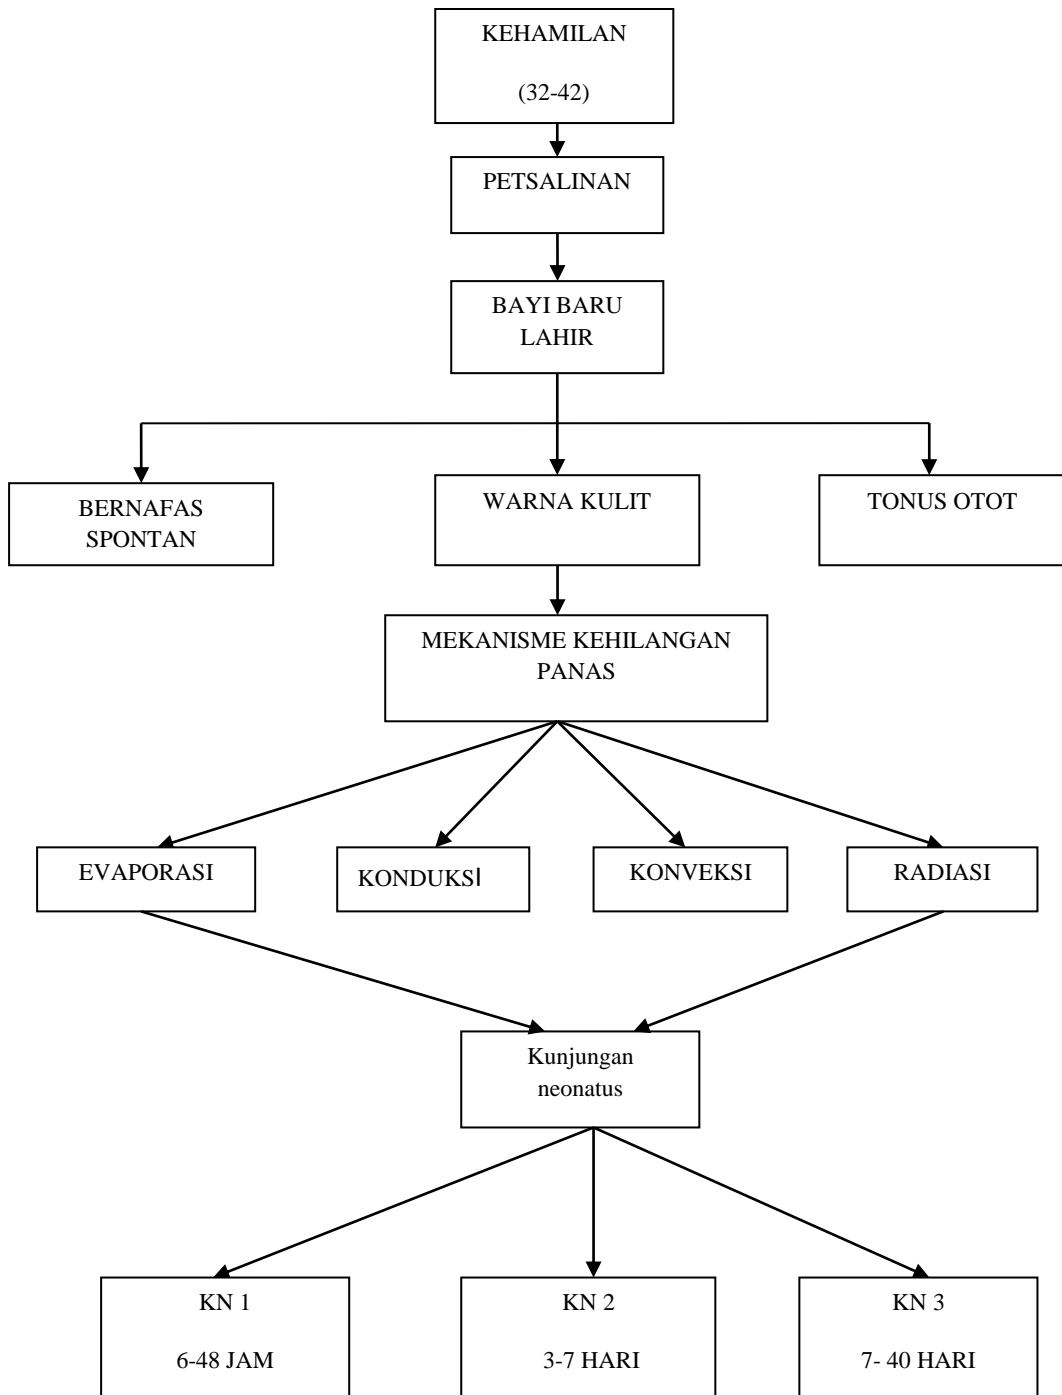 KEHAMILAN
(32-42)
PETSALINAN
BAYI BARU
LAHIR
BERNAFAS
SPONTAN
WARNA KULIT
TONUS OTOT
MEKANISME KEHILANGAN
PANAS
EVAPORASI
KONDUKSI
KONVEKSI
RADIASI
Kunjungan
neonatus
KN 1
6-48 JAM
KN 2
3-7 HARI
KN 3
7- 40 HARI